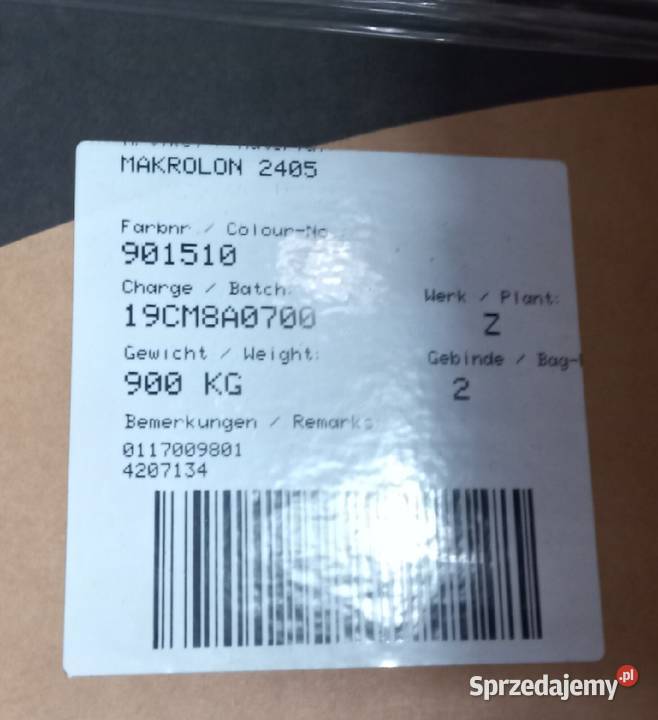 MAKROLON 2405
Farbnr / Colour-No
901510
Charge / Batch:
19CM8A0700
Werk / Plant:
Z
Gewicht / Weight:
900 KG
Gebinde / Bag-
2
Bemerkungen / Remarks
0117009801
4207134
Sprzedajemy.pl